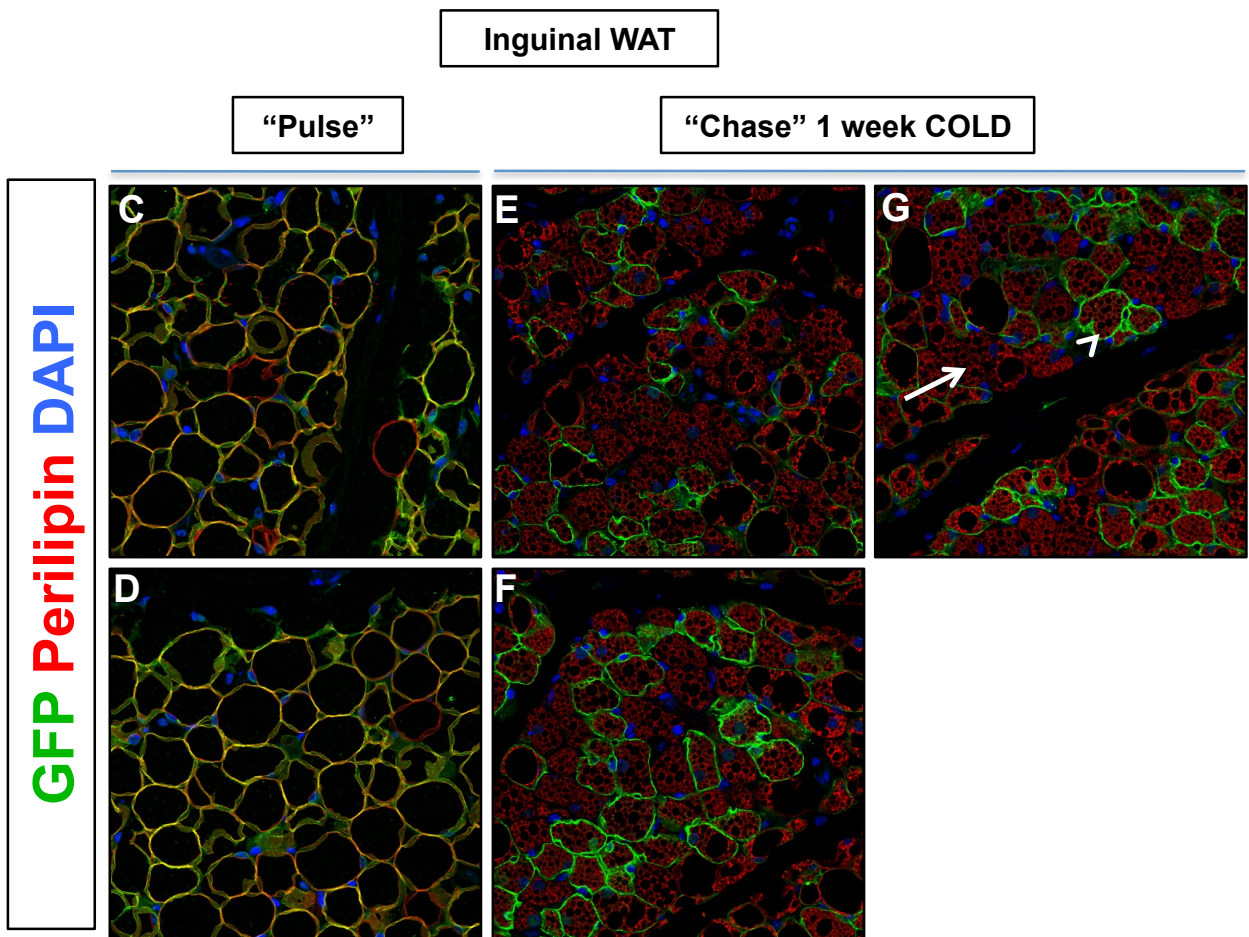 Inguinal WAT
“Pulse”
“Chase” 1 week COLD
GFP Perilipin DAPI
C
E
G
D
F